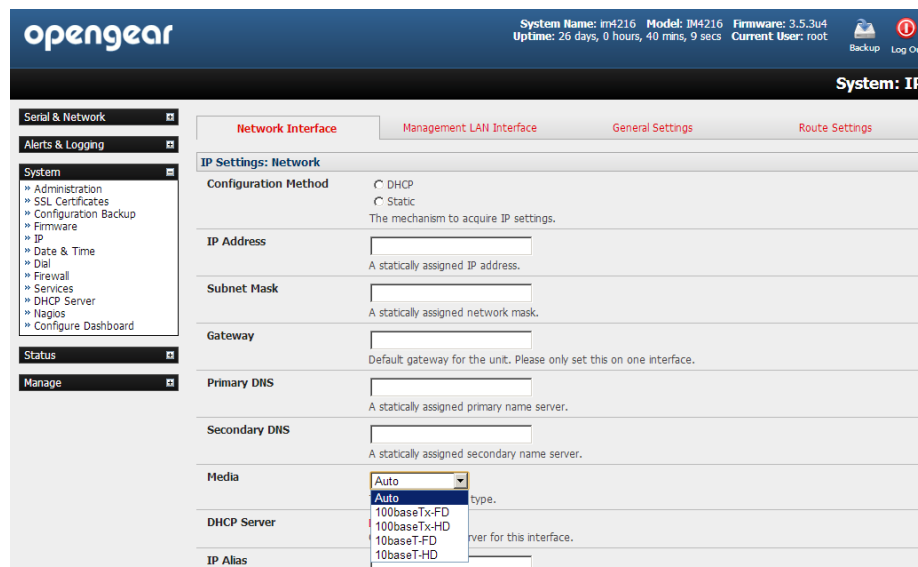 opengear
System Name: im4216 Model: IM4216 Firmware: 3.5.3u4
Uptime: 26 days, 0 hours, 40 mins, 9 secs Current User: root
Backup
Log O
System: IP
Serial & Network
Alerts & Logging
System
» Administration
» SSL Certificates
» Configuration Backup
» Firmware
» IP
» Date & Time
» Dial
» Firewall
» Services
» DHCP Server
» Nagios
» Configure Dashboard
Status
Manage
Network Interface
Management LAN Interface
General Settings
Route Settings
IP Settings: Network
Configuration Method
DHCP
Static
The mechanism to acquire IP settings.
IP Address
A statically assigned IP address.
Subnet Mask
A statically assigned network mask.
Gateway
Default gateway for the unit. Please only set this on one interface.
Primary DNS
A statically assigned primary name server.
Secondary DNS
A statically assigned secondary name server.
Media
Auto
Auto
100baseTx-FD
100baseTx-HD
10baseT-FD
10baseT-HD
type.
DHCP Server
rver for this interface.
IP Alias